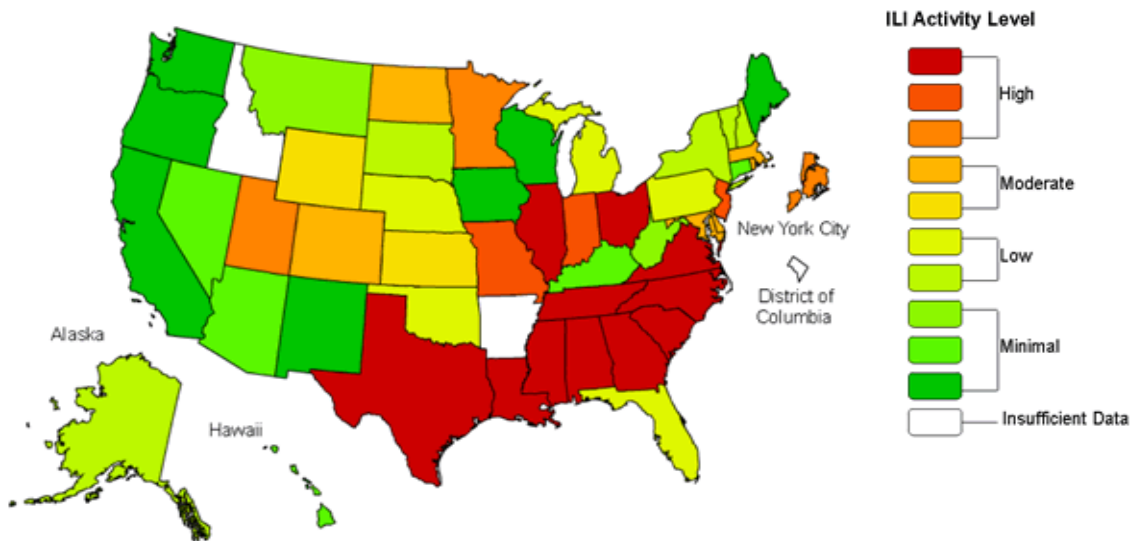 ILI Activity Level
High
Moderate
Low
Minimal
Insufficient Data
New York City
District of
Columbia
Alaska
Hawaii